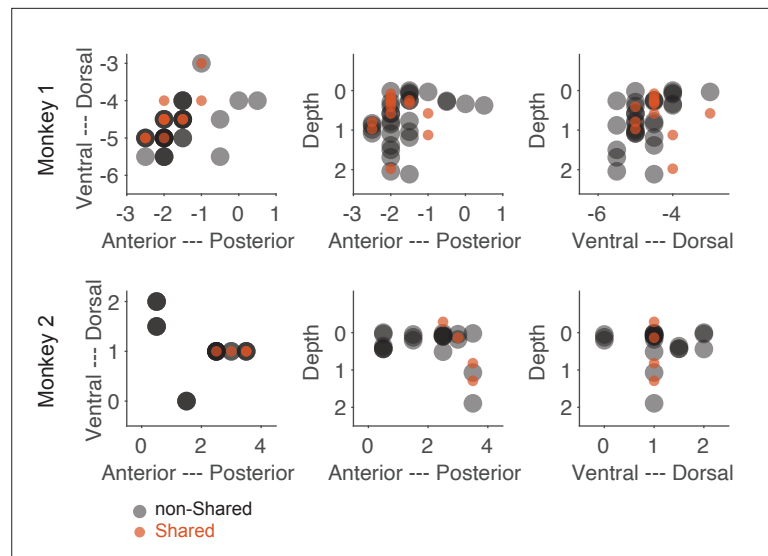 Monkey 1
Ventral --- Dorsal
-3
-4
-5
-6
-3 -2 -1 0 1
Anterior --- Posterior
Depth
0
1
2
-3 -2 -1 0 1
Anterior --- Posterior
Depth
0
1
2
-6 -4
Ventral --- Dorsal
Monkey 2
Ventral --- Dorsal
2
1
0
0 2 4
Anterior --- Posterior
Depth
0
1
2
0 2 4
Anterior --- Posterior
Depth
0
1
2
0 1 2
Ventral --- Dorsal
non-Shared
Shared